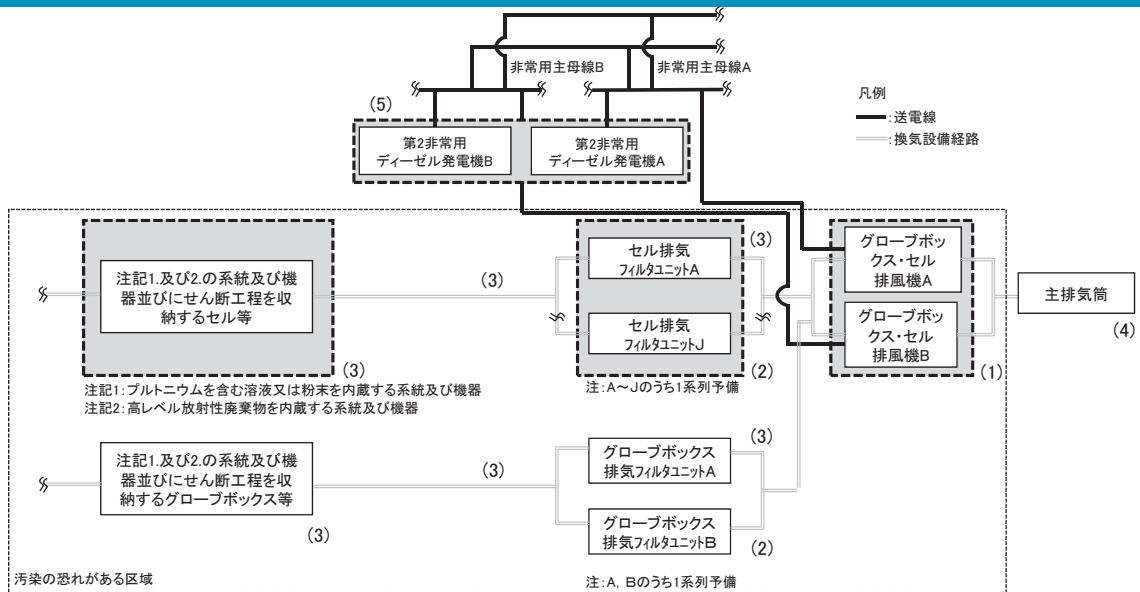 非常用主母線B
非常用主母線A
凡例
:送電線
:換気設備経路
(5)
第2非常用
ディーゼル発電機B
第2非常用
ディーゼル発電機A
注記1.及び2.の系統及び機
器並びにせん断工程を収
納するセル等
(3)
(3)
セル排気
フィルタユニットA
(3)
セル排気
フィルタユニットJ
(2)
注:A~Jのうち1系列予備
グローブボッ
クス・セル
排風機A
グローブボッ
クス・セル
排風機B
(1)
主排気筒
(4)
注記1:プルトニウムを含む溶液又は粉末を内蔵する系統及び機器
注記2:高レベル放射性廃棄物を内蔵する系統及び機器
注記1.及び2.の系統及び機
器並びにせん断工程を収
納するグローブボックス等
(3)
(3)
グローブボックス
排気フィルタユニットA
(3)
グローブボックス
排気フィルタユニットB
(2)
注:A, Bのうち1系列予備
汚染の恐れがある区域